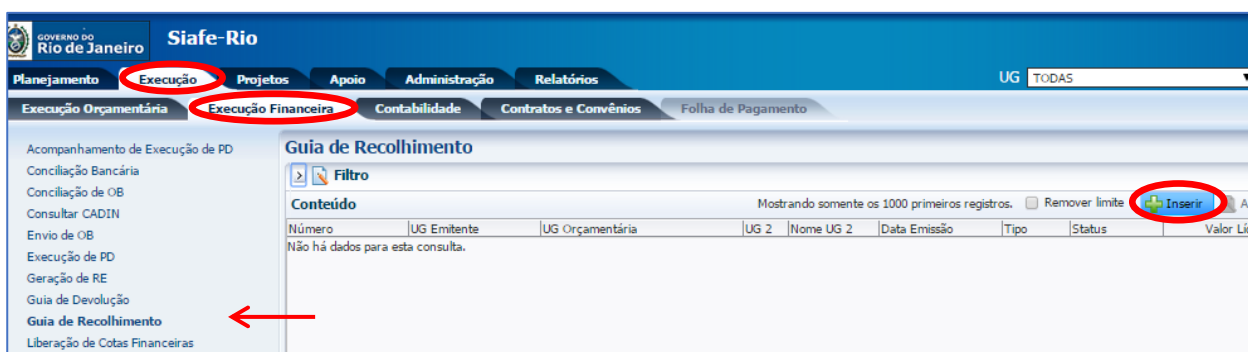 GOVERNO DO
Rio de Janeiro
Siafe-Rio
Planejamento Execução Projetos Apoio Administração Relatórios UG TODAS
Execução Orçamentária Execução Financeira Contabilidade Contratos e Convênios Folha de Pagamento
Acompanhamento de Execução de PD
Conciliação Bancária
Conciliação de OB
Consultar CADIN
Envio de OB
Execução de PD
Geração de RE
Guia de Devolução
Guia de Recolhimento
Liberação de Cotas Financeiras
Guia de Recolhimento
Filtro
Conteúdo Mostrando somente os 1000 primeiros registros. Remover limite Inserir A
Número UG Emitente UG Orçamentária UG 2 Nome UG 2 Data Emissão Tipo Status Valor Lí
Não há dados para esta consulta.